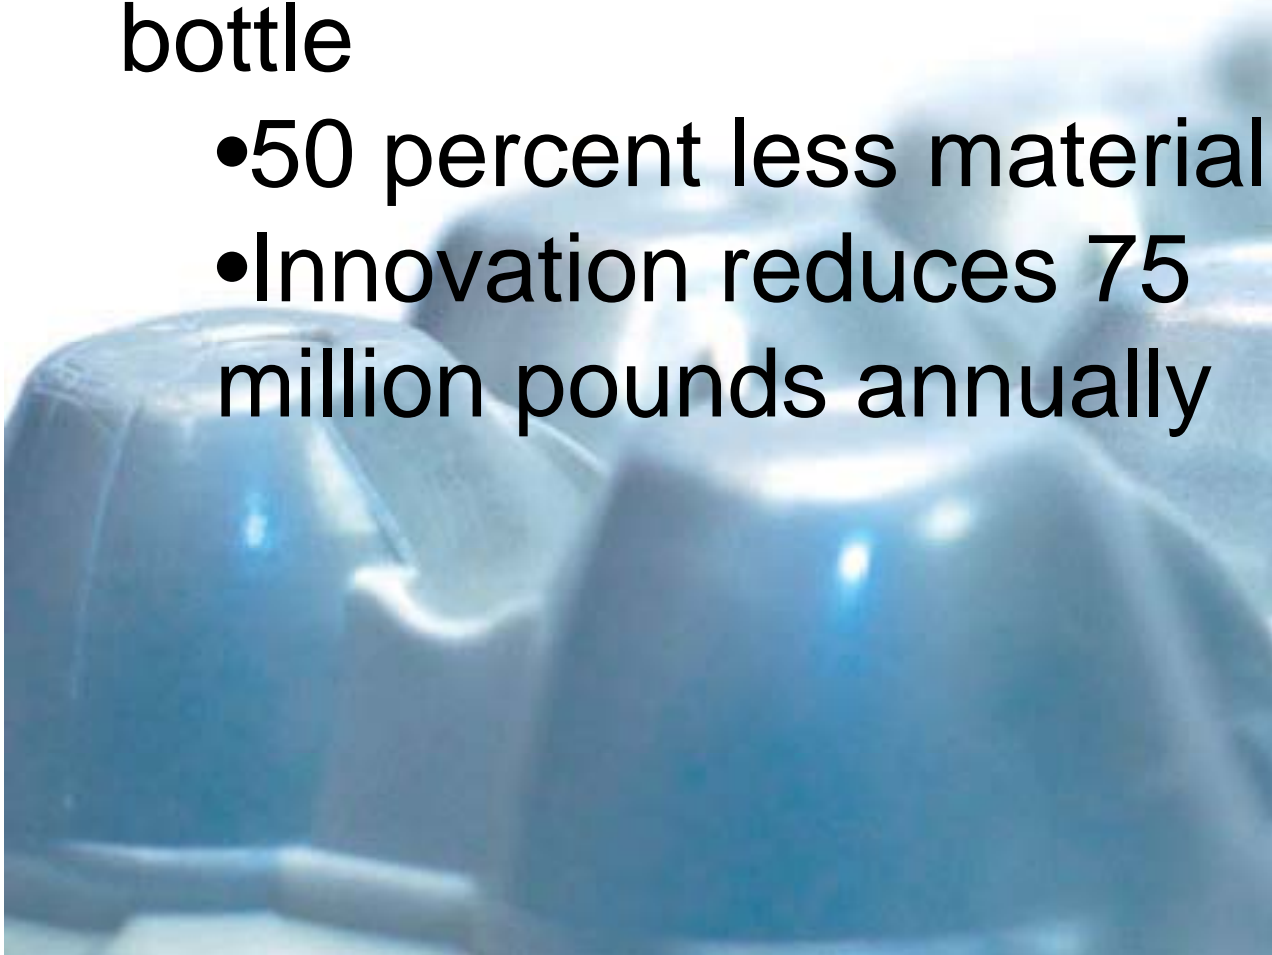 bottle
•50 percent less material
•Innovation reduces 75
million pounds annually